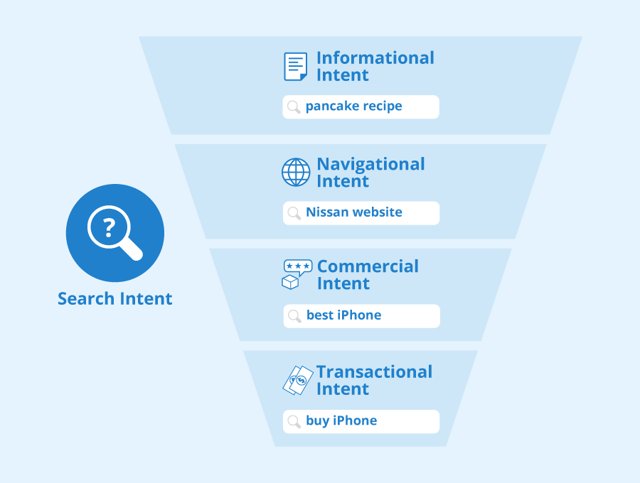 Informational
Intent
pancake recipe
Navigational
Intent
Nissan website
?
Search Intent
Commercial
Intent
best iPhone
Transactional
Intent
buy iPhone